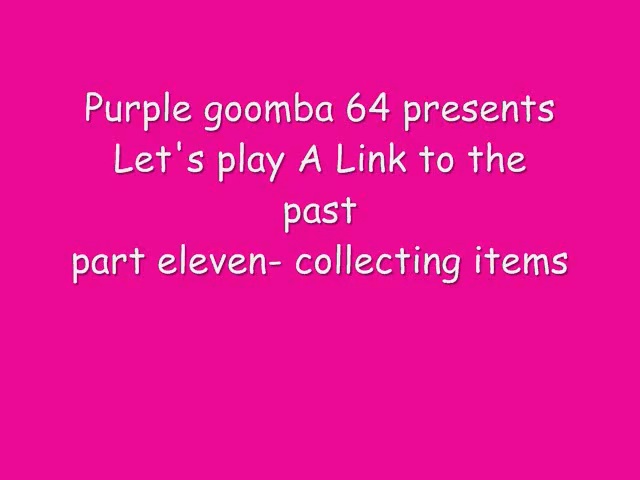 Purple goomba 64 presents
Let's play A Link to the
past
part eleven- collecting items